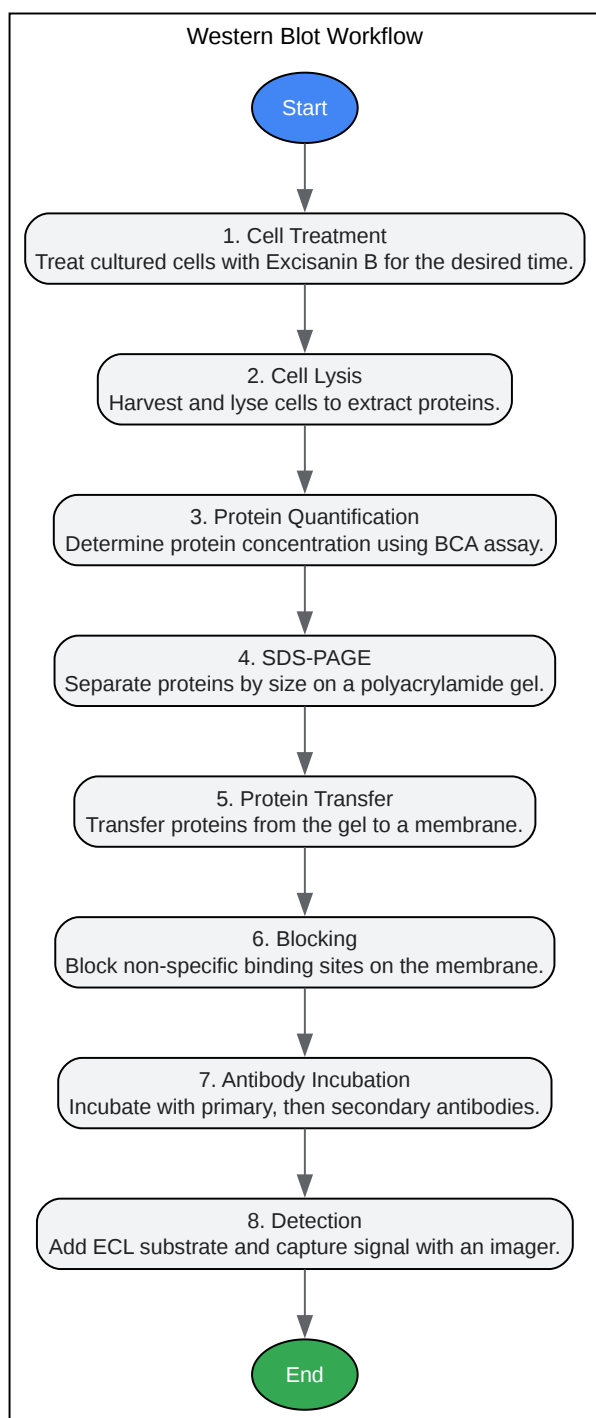 Western Blot Workflow
Start
1. Cell Treatment
Treat cultured cells with Excisanin B for the desired time.
2. Cell Lysis
Harvest and lyse cells to extract proteins.
3. Protein Quantification
Determine protein concentration using BCA assay.
4. SDS-PAGE
Separate proteins by size on a polyacrylamide gel.
5. Protein Transfer
Transfer proteins from the gel to a membrane.
6. Blocking
Block non-specific binding sites on the membrane.
7. Antibody Incubation
Incubate with primary, then secondary antibodies.
8. Detection
Add ECL substrate and capture signal with an imager.
End